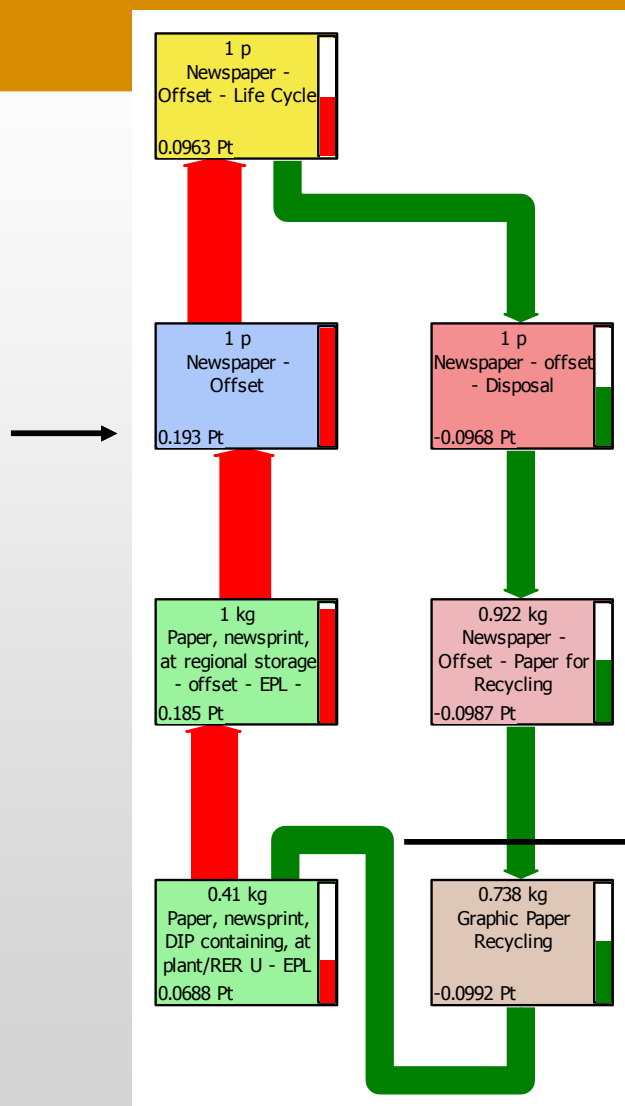 1 p
Newspaper -
Offset - Life Cycle
0.0963 Pt
1 p
Newspaper -
Offset
0.193 Pt
1 p
Newspaper - offset
- Disposal
-0.0968 Pt
1 kg
Paper, newsprint,
at regional storage
- offset - EPL -
0.185 Pt
0.922 kg
Newspaper -
Offset - Paper for
Recycling
-0.0987 Pt
0.41 kg
Paper, newsprint,
DIP containing, at
plant/RER U - EPL
0.0688 Pt
0.738 kg
Graphic Paper
Recycling
-0.0992 Pt